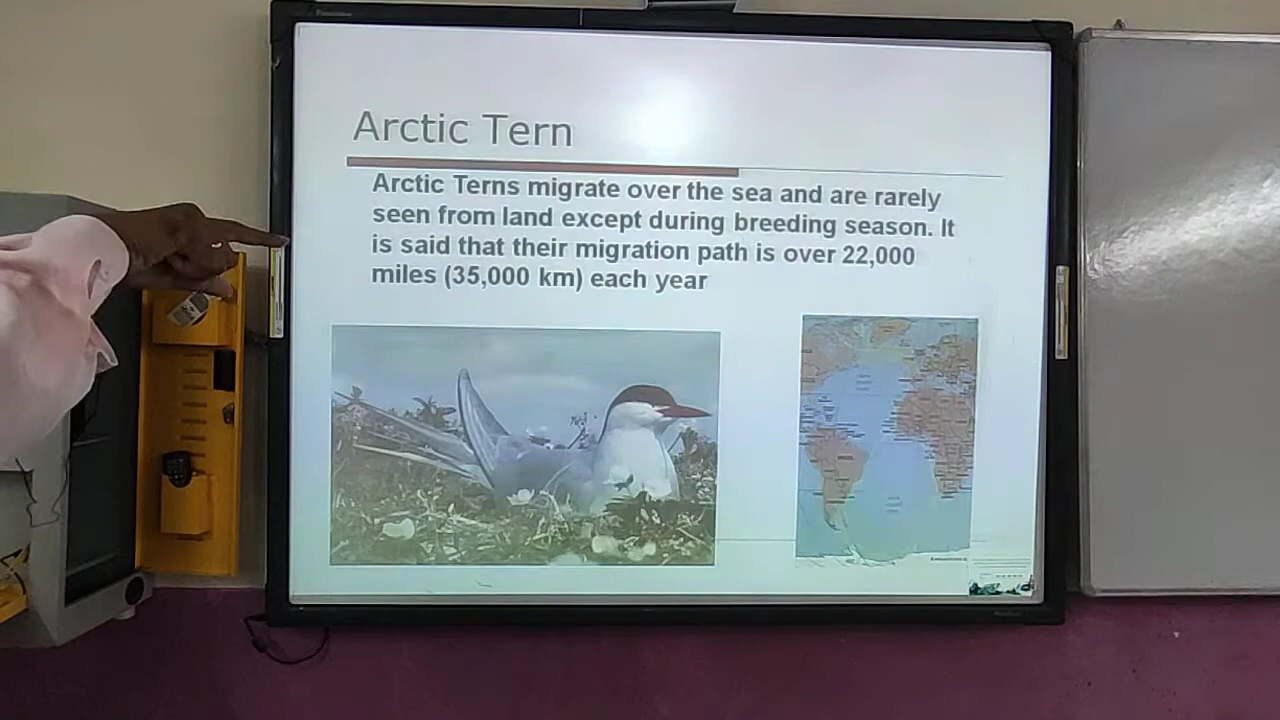 Arctic Tern
Arctic Terns migrate over the sea and are rarely
seen from land except during breeding season. It
is said that their migration path is over 22,000
miles (35,000 km) each year